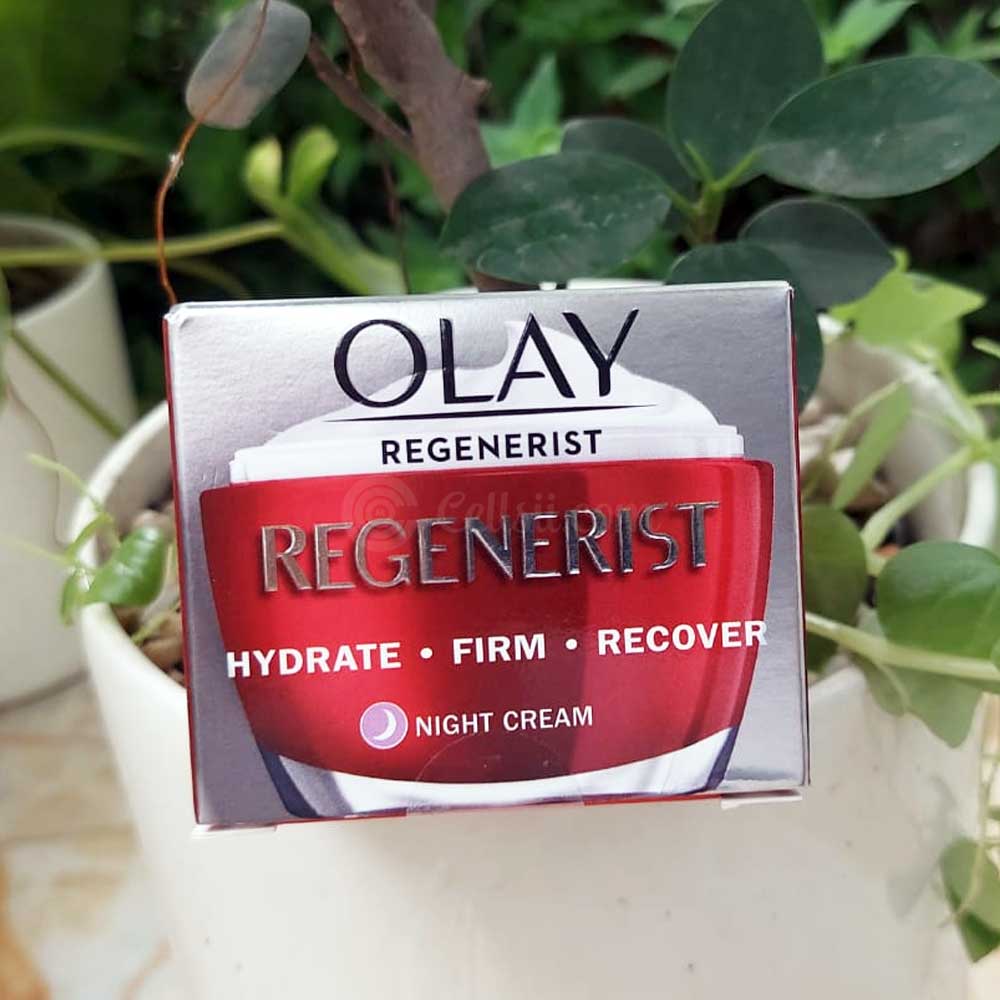 OLAY
REGENERIST
REGENERIST
HYDRATE • FIRM • RECOVER
NIGHT CREAM